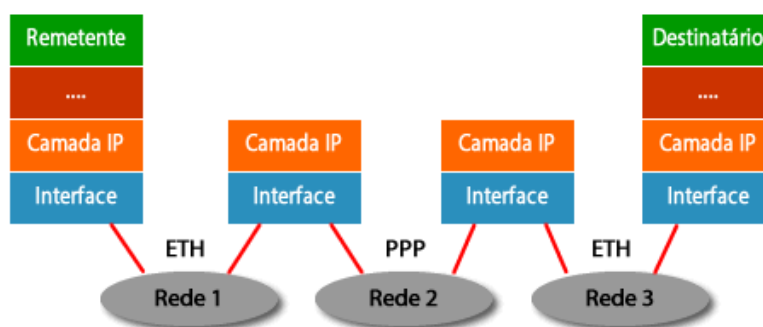 Remetente
Destinatário
....
....
Camada IP
Camada IP
Camada IP
Camada IP
Interface
Interface
Interface
Interface
ETH
PPP
ETH
Rede 1
Rede 2
Rede 3